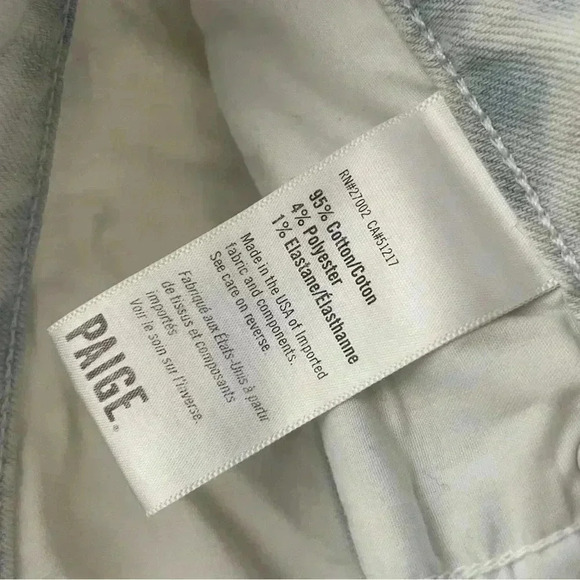 RN#27002 CA#51217
95% Cotton/Coton
4% Polyester
1% Elastane/Élasthanne
Made in the USA of Imported
fabric and components.
See care on reverse.
Fabriqué aux États-Unis à partir
de tissus et composants
importés
Voir le soin sur l'inverse.
PAIGE®